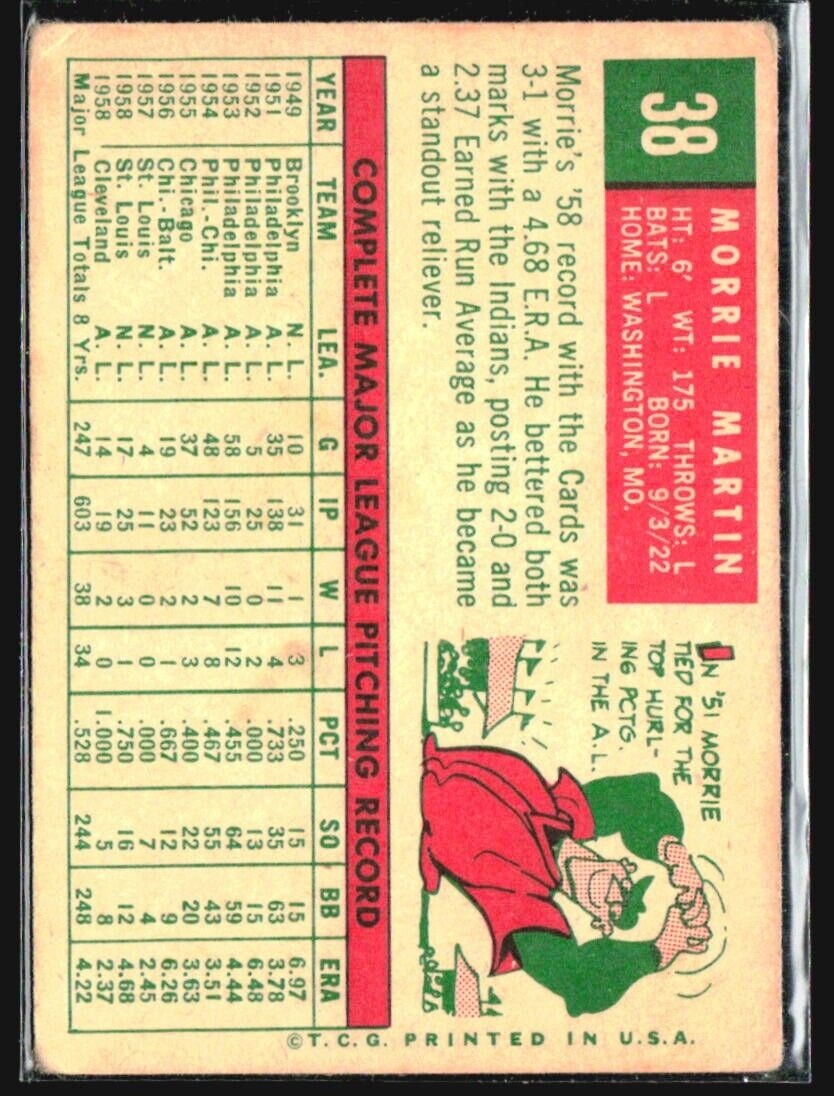 38
MORRIE MARTIN
HT: 6' WT: 175 THROWS: L
BATS: L BORN: 9/3/22
HOME: WASHINGTON, MO.
Morrie's '58 record with the Cards was
3-1 with a 4.68 E.R.A. He bettered both
marks with the Indians, posting 2-0 and
2.37 Earned Run Average as he became
a standout reliever.
IN '51 MORRIE
TIED FOR THE
TOP HURL-
ING PCTG.
IN THE A.L.
COMPLETE MAJOR LEAGUE PITCHING RECORD
YEAR TEAM LEA. G IP W L PCT SO BB ERA
1949 Brooklyn N. L. 10 31 1 3 .250 15 15 6.97
1951 Philadelphia A. L. 35 138 11 4 .733 35 63 3.78
1952 Philadelphia A. L. 5 25 0 2 .000 13 15 6.48
1953 Philadelphia A. L. 58 156 10 12 .455 64 59 4.44
1954 Phil.-Chi. A. L. 48 123 7 8 .467 55 43 3.51
1955 Chicago A. L. 37 52 2 3 .400 22 20 3.63
1956 Chi.-Balt. A. L. 19 23 2 1 .667 12 9 6.26
1957 St. Louis N. L. 4 11 0 0 .000 7 4 2.45
1958 St. Louis N. L. 17 25 3 1 .750 16 12 4.68
1958 Cleveland A. L. 14 19 2 0 1.000 5 8 2.37
Major League Totals 8 Yrs. 247 603 38 34 .528 244 248 4.22
©T.C.G. PRINTED IN U.S.A.